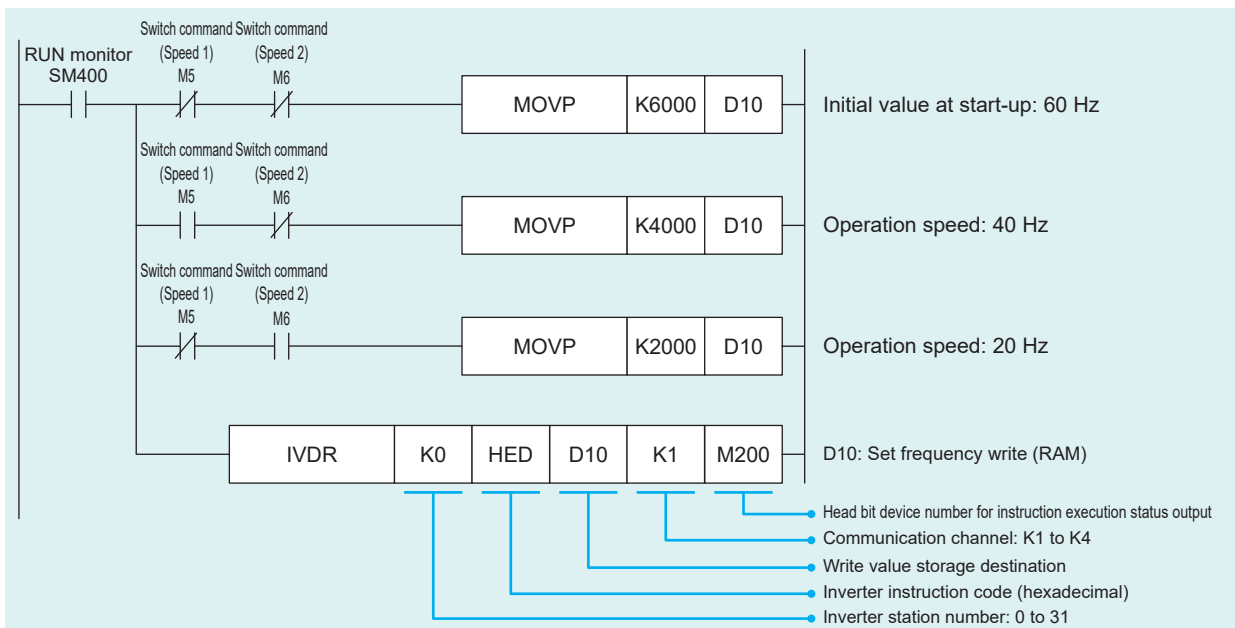 Switch command Switch command
RUN monitor (Speed 1) (Speed 2)
SM400 M5 M6
MOVP K6000 D10 Initial value at start-up: 60 Hz
Switch command Switch command
(Speed 1) (Speed 2)
M5 M6
MOVP K4000 D10 Operation speed: 40 Hz
Switch command Switch command
(Speed 1) (Speed 2)
M5 M6
MOVP K2000 D10 Operation speed: 20 Hz
IVDR K0 HED D10 K1 M200 D10: Set frequency write (RAM)
Head bit device number for instruction execution status output
Communication channel: K1 to K4
Write value storage destination
Inverter instruction code (hexadecimal)
Inverter station number: 0 to 31